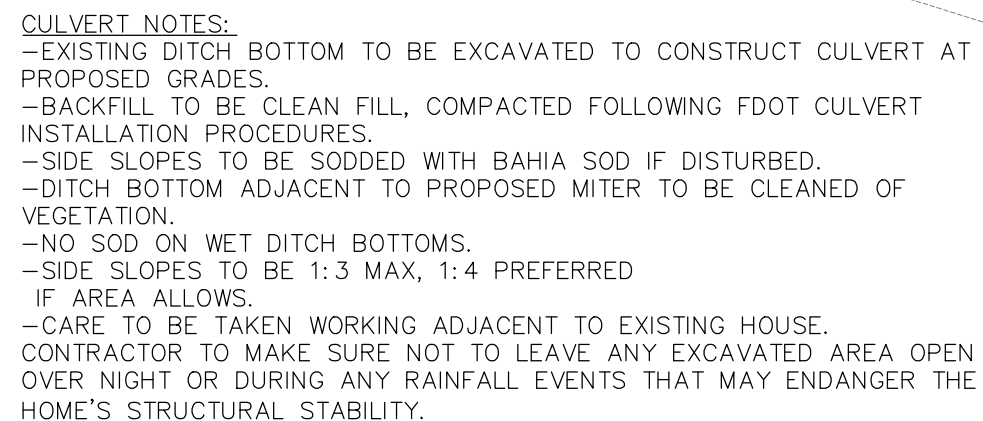 CULVERT NOTES:
-EXISTING DITCH BOTTOM TO BE EXCAVATED TO CONSTRUCT CULVERT AT
PROPOSED GRADES.
-BACKFILL TO BE CLEAN FILL, COMPACTED FOLLOWING FDOT CULVERT
INSTALLATION PROCEDURES.
-SIDE SLOPES TO BE SODDED WITH BAHIA SOD IF DISTURBED.
-DITCH BOTTOM ADJACENT TO PROPOSED MITER TO BE CLEANED OF
VEGETATION.
-NO SOD ON WET DITCH BOTTOMS.
-SIDE SLOPES TO BE 1:3 MAX, 1:4 PREFERRED
IF AREA ALLOWS.
-CARE TO BE TAKEN WORKING ADJACENT TO EXISTING HOUSE.
CONTRACTOR TO MAKE SURE NOT TO LEAVE ANY EXCAVATED AREA OPEN
OVER NIGHT OR DURING ANY RAINFALL EVENTS THAT MAY ENDANGER THE
HOME'S STRUCTURAL STABILITY.